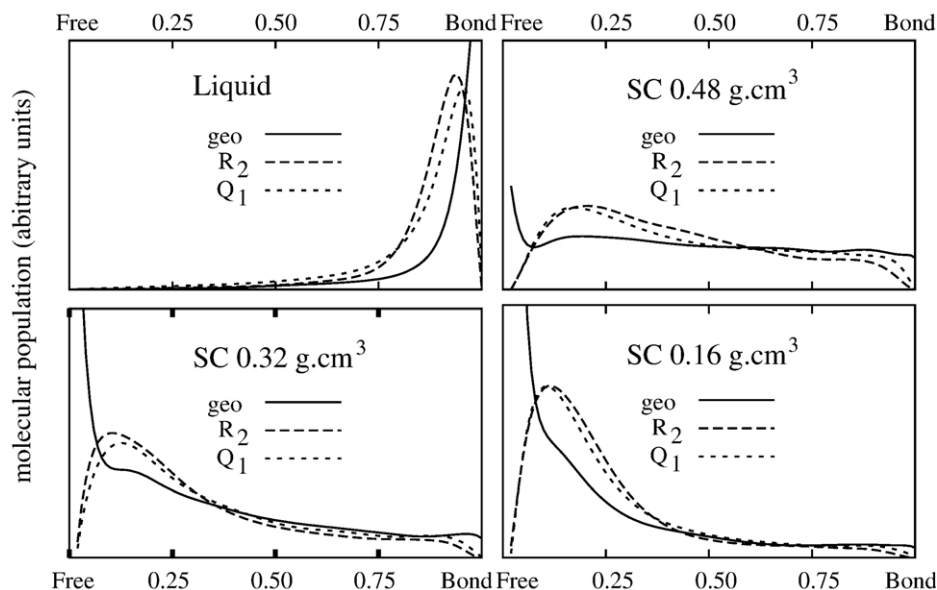 Free 0.25 0.50 0.75 Bond Free 0.25 0.50 0.75 Bond
Liquid
geo
R2
Q1
SC 0.48 g.cm3
geo
R2
Q1
molecular population (abitrary units)
SC 0.32 g.cm3
geo
R2
Q1
SC 0.16 g.cm3
geo
R2
Q1
Free 0.25 0.50 0.75 Bond Free 0.25 0.50 0.75 Bond